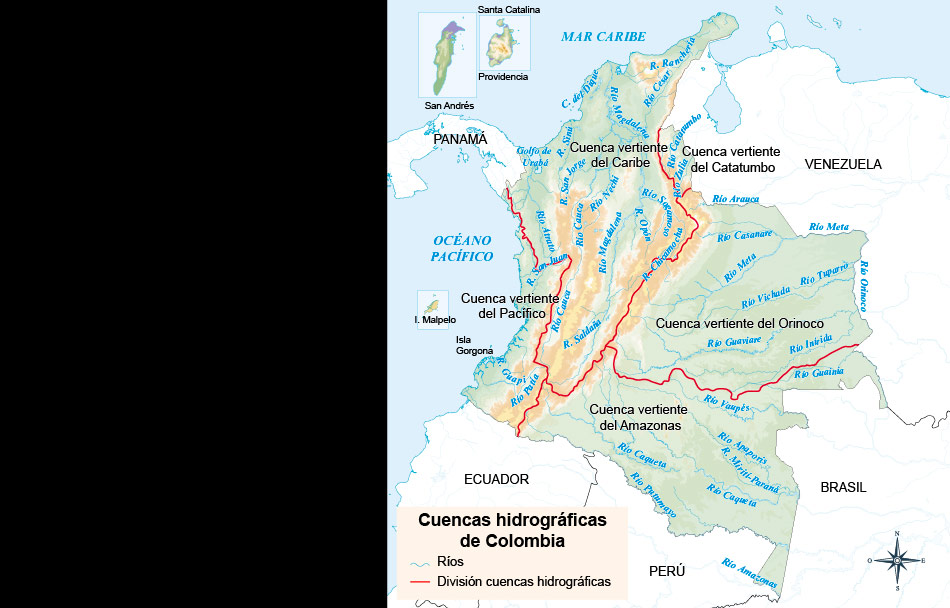 Santa Catalina
Providencia
San Andrés
MAR CARIBE
R. Ranchería
Río Cesar
C. del Dique
Río Magdalena
PANAMÁ
Golfo de
Urabá
R. Sinú
Cuenca vertiente
del Caribe
Río Catatumbo
Río Zulia
Cuenca vertiente
del Catatumbo
VENEZUELA
R. San Jorge
Río Nechí
Río Cauca
Río Magdalena
Río Sogamoso
R. Opón
R. Chicamocha
Río Arauca
Río Meta
Río Casanare
Río Meta
Río Tuparro
Río Orinoco
Río Vichada
OCÉANO
PACÍFICO
Río Atrato
R. San Juan
Cuenca vertiente
del Pacífico
I. Malpelo
Isla
Gorgona
Río Cauca
R. Saldaña
Cuenca vertiente del Orinoco
Río Guaviare
Río Inírida
Río Guainía
R. Guapi
Río Patía
Río Vaupés
Cuenca vertiente
del Amazonas
Río Apaporis
R. Miriti-Paraná
Río Caqueta
Río Caqueta
Río Putumayo
ECUADOR
BRASIL
PERÚ
Río Amazonas
Cuencas hidrográficas
de Colombia
Ríos
División cuencas hidrográficas
N
O
E
S